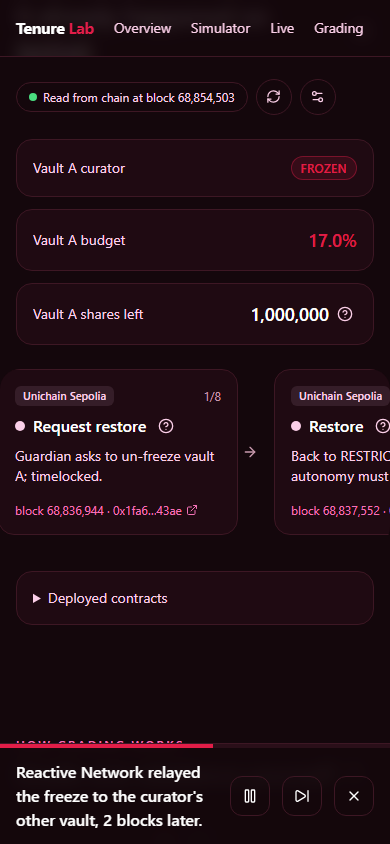 Tenure Lab Overview Simulator Live Grading
Read from chain at block 68,854,503
Vault A curator FROZEN
Vault A budget 17.0%
Vault A shares left 1,000,000
Unichain Sepolia 1/8
Request restore
Guardian asks to un-freeze vault
A; timelocked.
block 68,836,944 · 0x1fa6…43ae
Unichain Sepolia
Restore
Back to RESTRIC
autonomy must
block 68,837,552 ·
Deployed contracts
HOW GRADING WORKS
Reactive Network relayed
the freeze to the curator's
other vault, 2 blocks later.